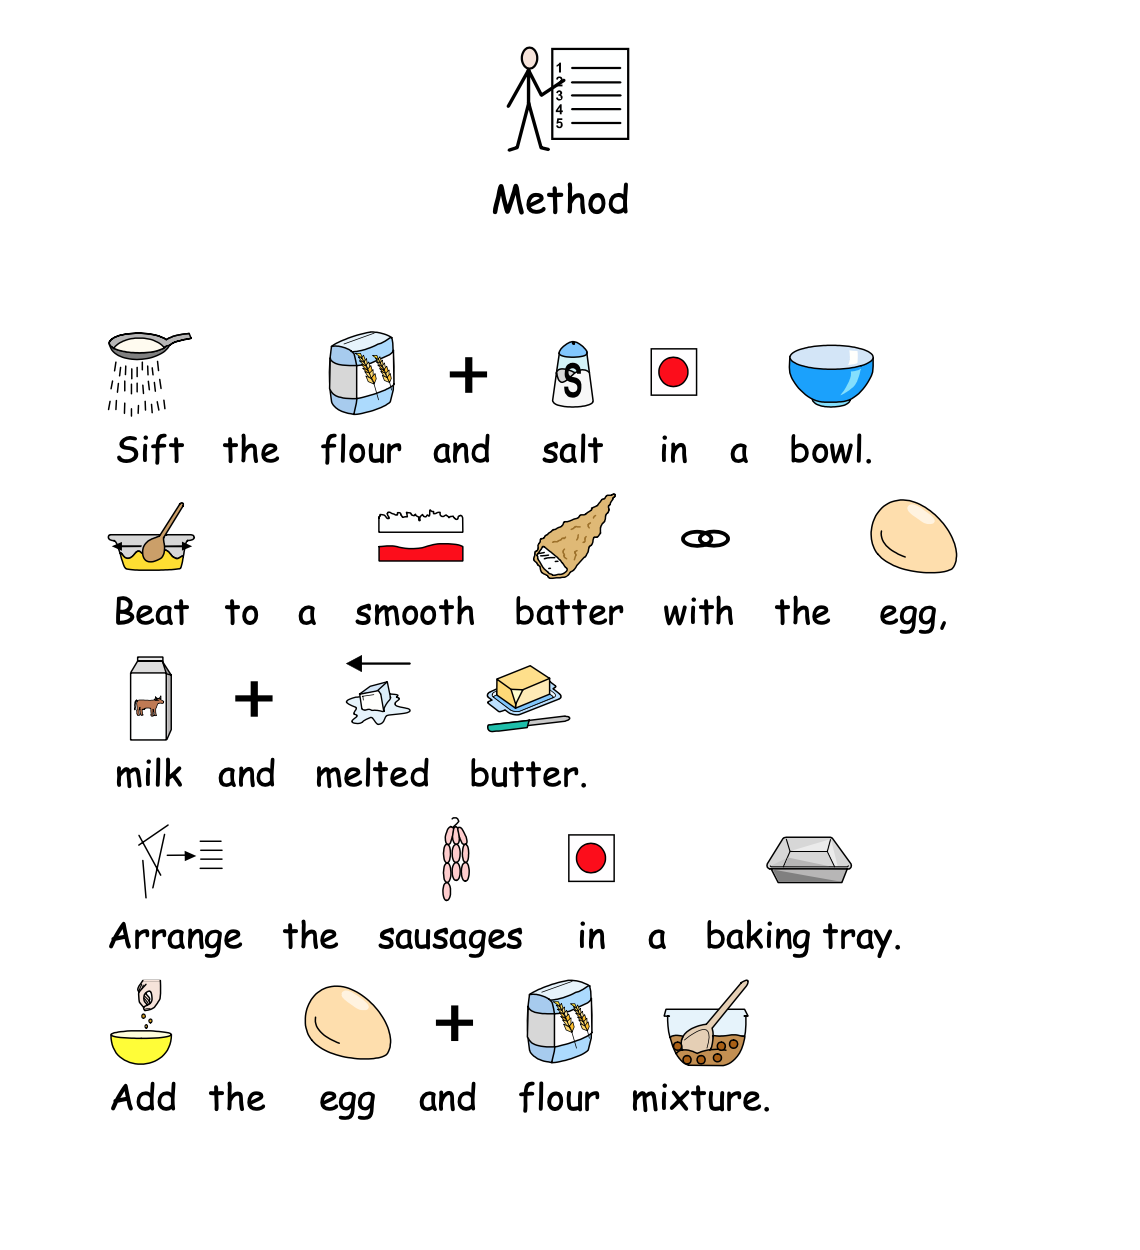 1
2
3
4
5
Method
S
Sift the flour and salt in a bowl.
Beat to a smooth batter with the egg,
milk and melted butter.
Arrange the sausages in a baking tray.
Add the egg and flour mixture.